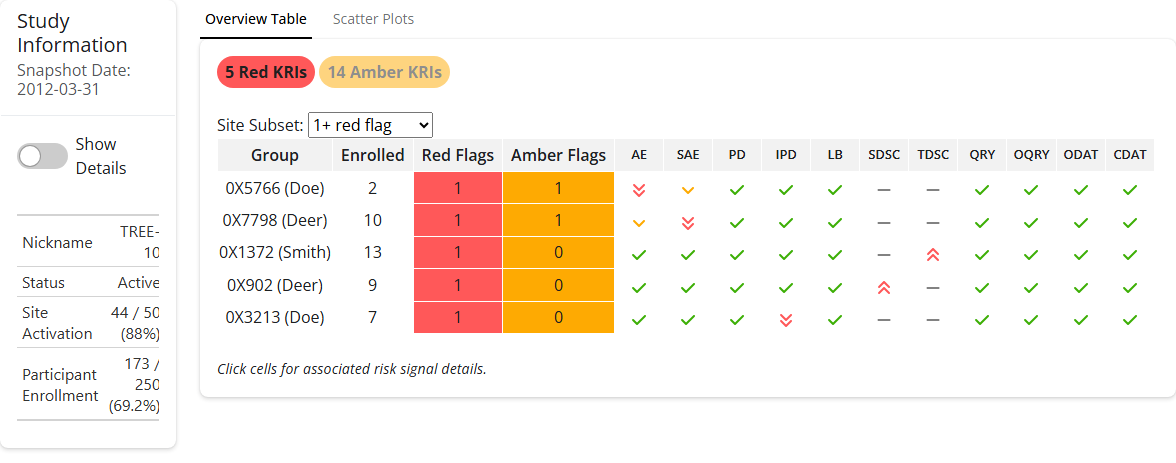 Study
Information
Snapshot Date:
2012-03-31
Show
Details
Nickname TREE-
10
Status Active
Site 44 / 50
Activation (88%)
Participant 173 /
Enrollment 250
(69.2%)
Overview Table Scatter Plots
5 Red KRIs 14 Amber KRIs
Site Subset: 1+ red flag
Group Enrolled Red Flags Amber Flags AE SAE PD IPD LB SDSC TDSC QRY OQRY ODAT CDAT
0X5766 (Doe) 2 1 1
0X7798 (Deer) 10 1 1
0X1372 (Smith) 13 1 0
0X902 (Deer) 9 1 0
0X3213 (Doe) 7 1 0
Click cells for associated risk signal details.